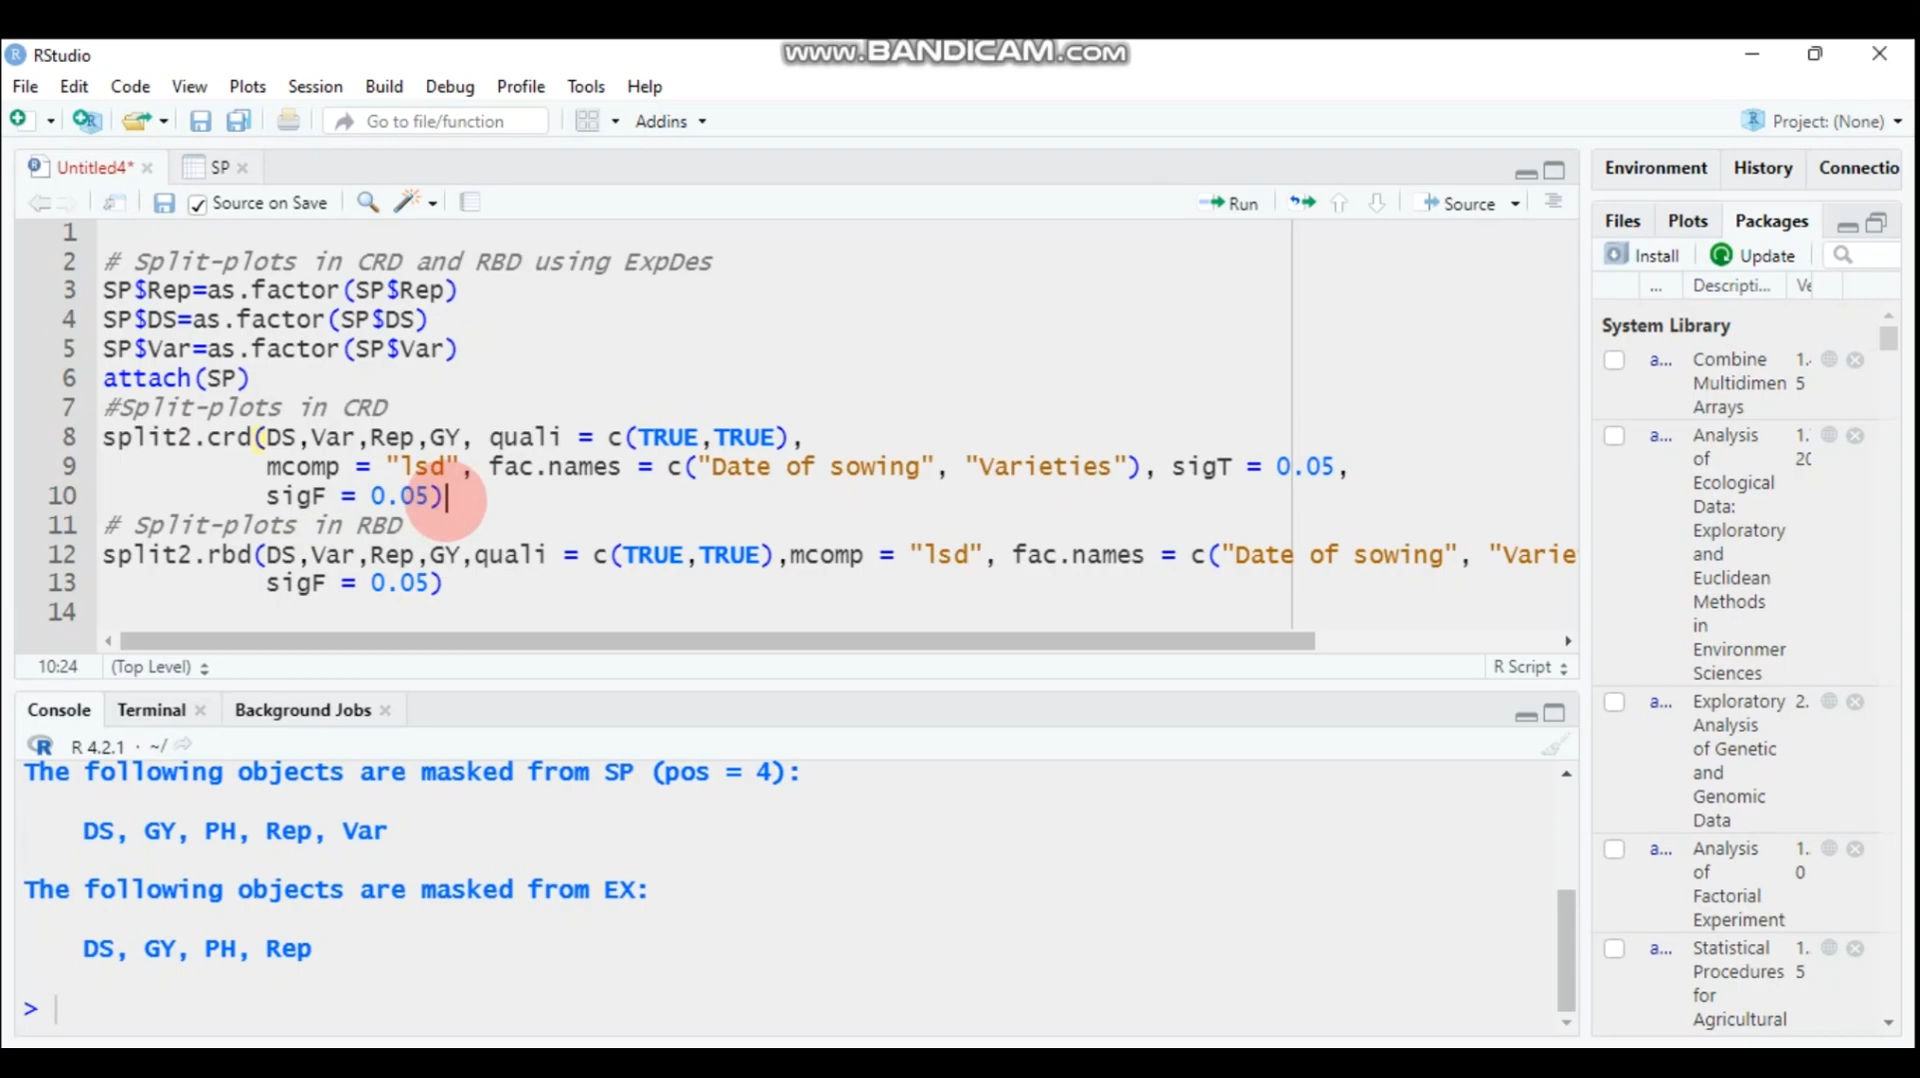 www.BANDICAM.com
RStudio
File Edit Code View Plots Session Build Debug Profile Tools Help
Go to file/function Addins Project: (None)
Untitled4* SP
Source on Save Run Source
1
2 # Split-plots in CRD and RBD using ExpDes
3 SP$Rep=as.factor(SP$Rep)
4 SP$DS=as.factor(SP$DS)
5 SP$Var=as.factor(SP$Var)
6 attach(SP)
7 #Split-plots in CRD
8 split2.crd(DS,Var,Rep,GY, quali = c(TRUE,TRUE),
9 mcomp = "lsd", fac.names = c("Date of sowing", "Varieties"), sigT = 0.05,
10 sigF = 0.05)
11 # Split-plots in RBD
12 split2.rbd(DS,Var,Rep,GY,quali = c(TRUE,TRUE),mcomp = "lsd", fac.names = c("Date of sowing", "Varie
13 sigF = 0.05)
14
10:24 (Top Level) R Script
Console Terminal Background Jobs
R 4.2.1 · ~/
The following objects are masked from SP (pos = 4):
DS, GY, PH, Rep, Var
The following objects are masked from EX:
DS, GY, PH, Rep
>
Environment History Connectio
Files Plots Packages
Install Update
... Descripti... Ve
System Library
a... Combine 1.
Multidimen 5
Arrays
a... Analysis 1.
of 20
Ecological
Data:
Exploratory
and
Euclidean
Methods
in
Environmer
Sciences
a... Exploratory 2.
Analysis
of Genetic
and
Genomic
Data
a... Analysis 1.
of 0
Factorial
Experiment
a... Statistical 1.
Procedures 5
for
Agricultural